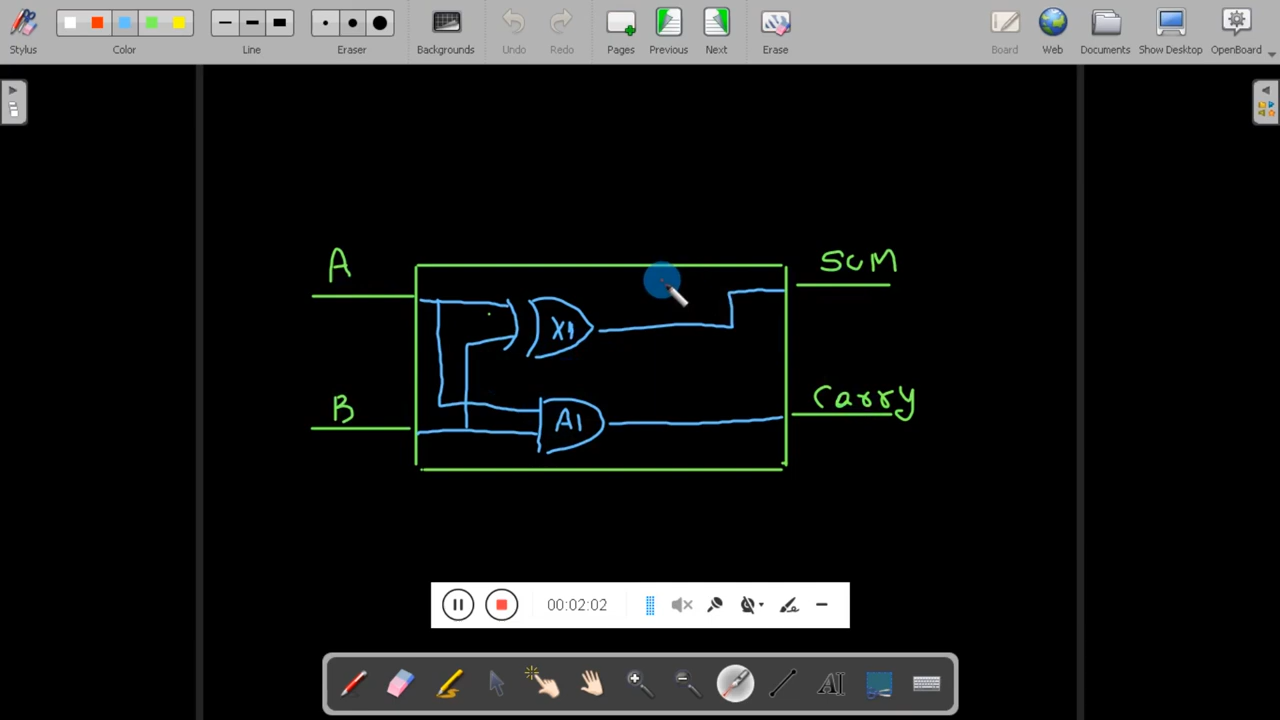 Stylus Color Line Eraser Backgrounds Undo Redo Pages Previous Next Erase Board Web Documents Show Desktop OpenBoard
A
SUM
X1
B
Carry
A1
00:02:02
AI